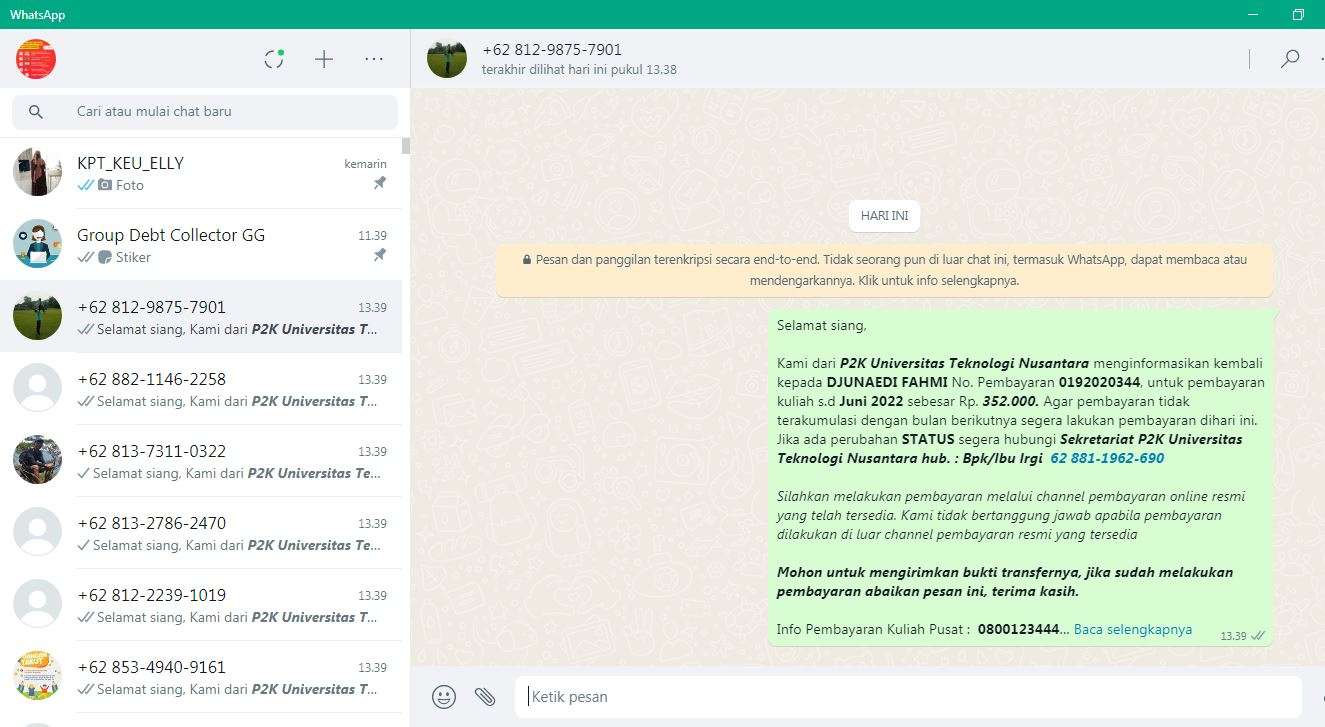 WhatsApp
Cari atau mulai chat baru
KPT_KEU_ELLY
kemarin
Foto
Group Debt Collector GG
11.39
Stiker
+62 812-9875-7901
13.39
Selamat siang, Kami dari P2K Universitas T...
+62 882-1146-2258
13.39
Selamat siang, Kami dari P2K Universitas T...
+62 813-7311-0322
13.39
Selamat siang, Kami dari P2K Universitas Te...
+62 813-2786-2470
13.39
Selamat siang, Kami dari P2K Universitas Te...
+62 812-2239-1019
13.39
Selamat siang, Kami dari P2K Universitas T...
+62 853-4940-9161
13.39
Selamat siang, Kami dari P2K Universitas T...
+62 812-9875-7901
terakhir dilihat hari ini pukul 13.38
HARI INI
Pesan dan panggilan terenkripsi secara end-to-end. Tidak seorang pun di luar chat ini, termasuk WhatsApp, dapat membaca atau
mendengarkannya. Klik untuk info selengkapnya.
Selamat siang,
Kami dari P2K Universitas Teknologi Nusantara menginformasikan kembali
kepada DJUNAEDI FAHMI No. Pembayaran 0192020344, untuk pembayaran
kuliah s.d Juni 2022 sebesar Rp. 352.000. Agar pembayaran tidak
terakumulasi dengan bulan berikutnya segera lakukan pembayaran dihari ini.
Jika ada perubahan STATUS segera hubungi Sekretariat P2K Universitas
Teknologi Nusantara hub. : Bpk/Ibu Irgi 62 881-1962-690
Silahkan melakukan pembayaran melalui channel pembayaran online resmi
yang telah tersedia. Kami tidak bertanggung jawab apabila pembayaran
dilakukan di luar channel pembayaran resmi yang tersedia
Mohon untuk mengirimkan bukti transfernya, jika sudah melakukan
pembayaran abaikan pesan ini, terima kasih.
Info Pembayaran Kuliah Pusat : 0800123444... Baca selengkapnya
13.39
Ketik pesan